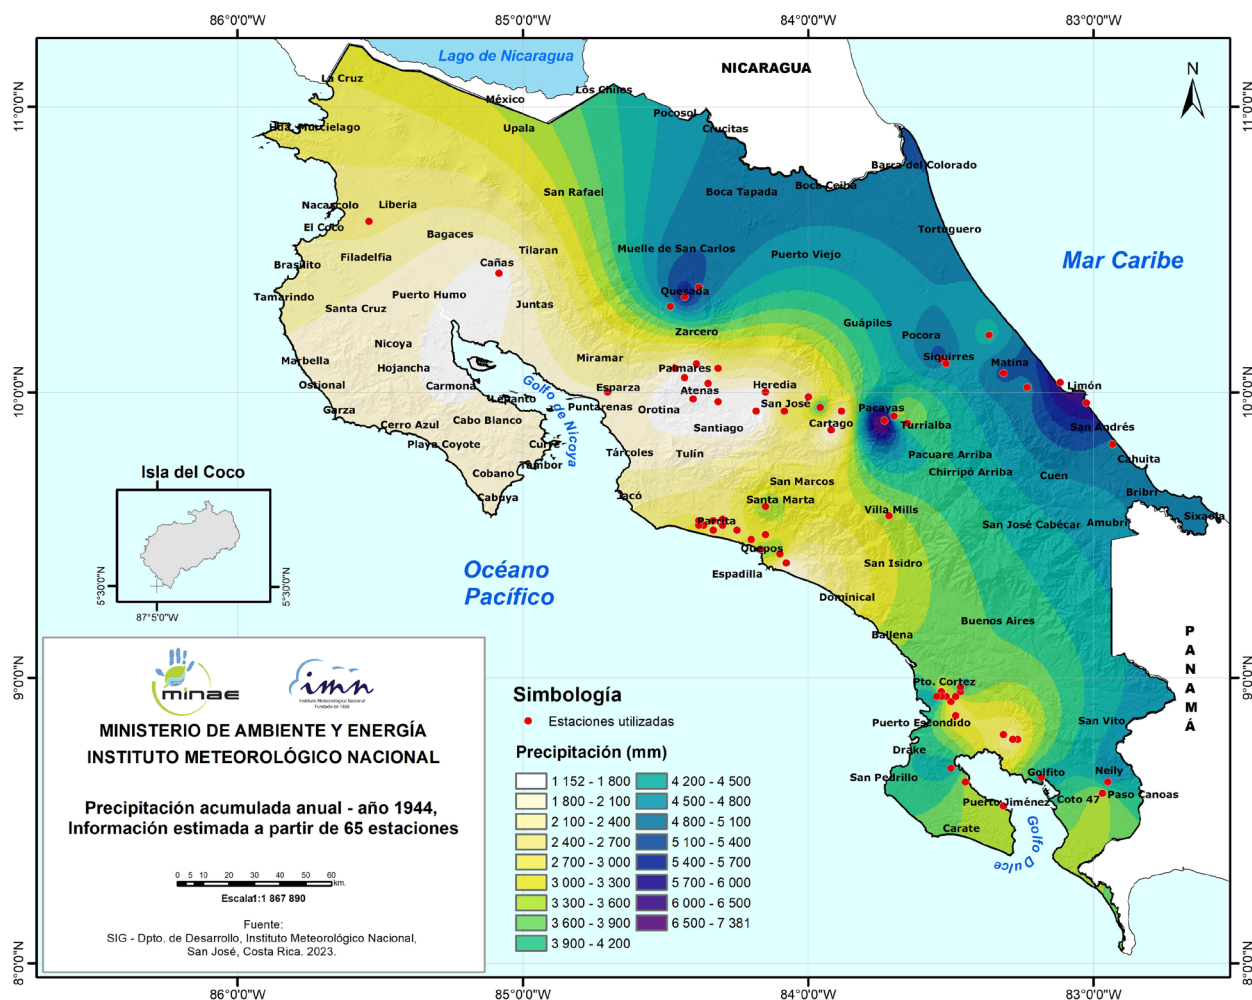 86°0'0"W
85°0'0"W
84°0'0"W
83°0'0"W
Lago de Nicaragua
NICARAGUA
N
La Cruz
Los Chiles
México
11°0'0"N
11°0'0"N
Pocosol
Hda. Murcielago
Upala
Crucitas
Barra del Colorado
San Rafael
Boca Tapada
Boca Ceiba
Nacascolo
Liberia
El Coco
Bagaces
Tortuguero
Filadelfia
Tilaran
Muelle de San Carlos
Puerto Viejo
Mar Caribe
Brasilito
Cañas
Tamarindo
Puerto Humo
Quesada
Santa Cruz
Juntas
Guápiles
Zarcero
Pocora
Nicoya
Miramar
Siquirres
Matina
Marbella
Hojancha
Palmares
Ostional
Carmona
Esparza
Atenas
Heredia
Limón
10°0'0"N
10°0'0"N
Golfo de Nicoya
Lepanto
Puntarenas
Orotina
San José
Pacayas
Garza
Cerro Azul
Cabo Blanco
Santiago
Cartago
Turrialba
San Andrés
Playa Coyote
Curú
Tárcoles
Tulín
Pacuare Arriba
Cahuita
Isla del Coco
Tambor
Cobano
Chirripó Arriba
Cuen
San Marcos
Bribri
Cabuya
Jacó
Santa Marta
Villa Mills
Sixaola
Parrita
San José Cabécar
Amubri
Quepos
Océano
Pacífico
Espadilla
San Isidro
5°30'0"N
5°30'0"N
87°5'0"W
Dominical
Buenos Aires
Ballena
PANAMÁ
9°0'0"N
9°0'0"N
Pto. Cortez
Puerto Escondido
San Vito
Drake
San Pedrillo
Golfito
Neily
Puerto Jiménez
Coto 47
Paso Canoas
Carate
Golfo Dulce
minae
imn
Instituto Meteorológico Nacional
Fundado en 1888
MINISTERIO DE AMBIENTE Y ENERGÍA
INSTITUTO METEOROLÓGICO NACIONAL
Precipitación acumulada anual - año 1944,
Información estimada a partir de 65 estaciones
0 5 10 20 30 40 50 60
km.
Escala1:1 867 890
Fuente:
SIG - Dpto. de Desarrollo, Instituto Meteorológico Nacional,
San José, Costa Rica. 2023.
Simbología
Estaciones utilizadas
Precipitación (mm)
1 152 - 1 800
1 800 - 2 100
2 100 - 2 400
2 400 - 2 700
2 700 - 3 000
3 000 - 3 300
3 300 - 3 600
3 600 - 3 900
3 900 - 4 200
4 200 - 4 500
4 500 - 4 800
4 800 - 5 100
5 100 - 5 400
5 400 - 5 700
5 700 - 6 000
6 000 - 6 500
6 500 - 7 381
8°0'0"N
8°0'0"N
86°0'0"W
85°0'0"W
84°0'0"W
83°0'0"W